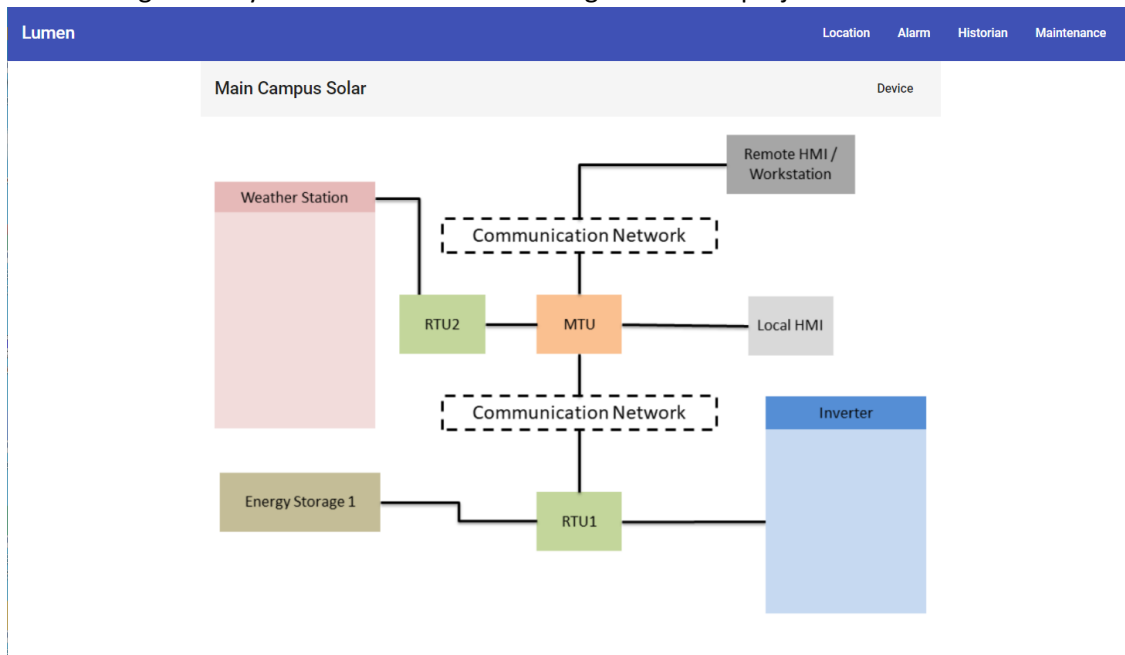 Lumen
Location Alarm Historian Maintenance
Main Campus Solar
Device
Remote HMI /
Workstation
Weather Station
Communication Network
RTU2
MTU
Local HMI
Communication Network
Inverter
Energy Storage 1
RTU1